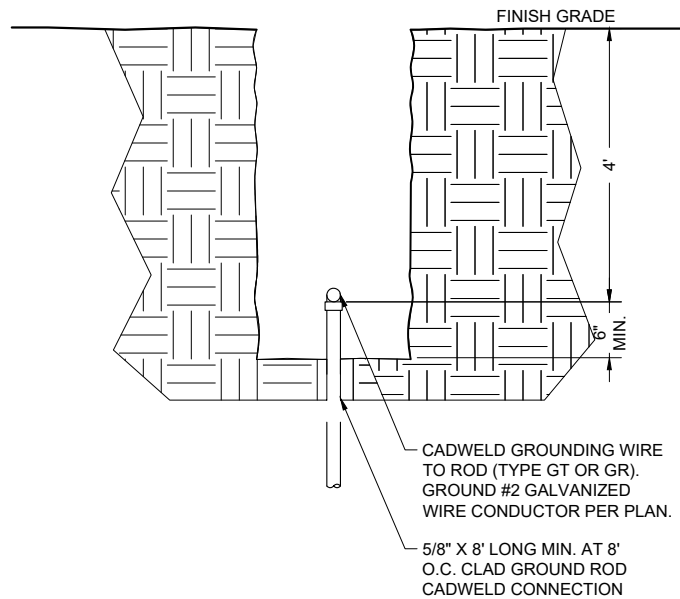 FINISH GRADE
4'
6"
MIN.
CADWELD GROUNDING WIRE
TO ROD (TYPE GT OR GR).
GROUND #2 GALVANIZED
WIRE CONDUCTOR PER PLAN.
5/8" X 8' LONG MIN. AT 8'
O.C. CLAD GROUND ROD
CADWELD CONNECTION